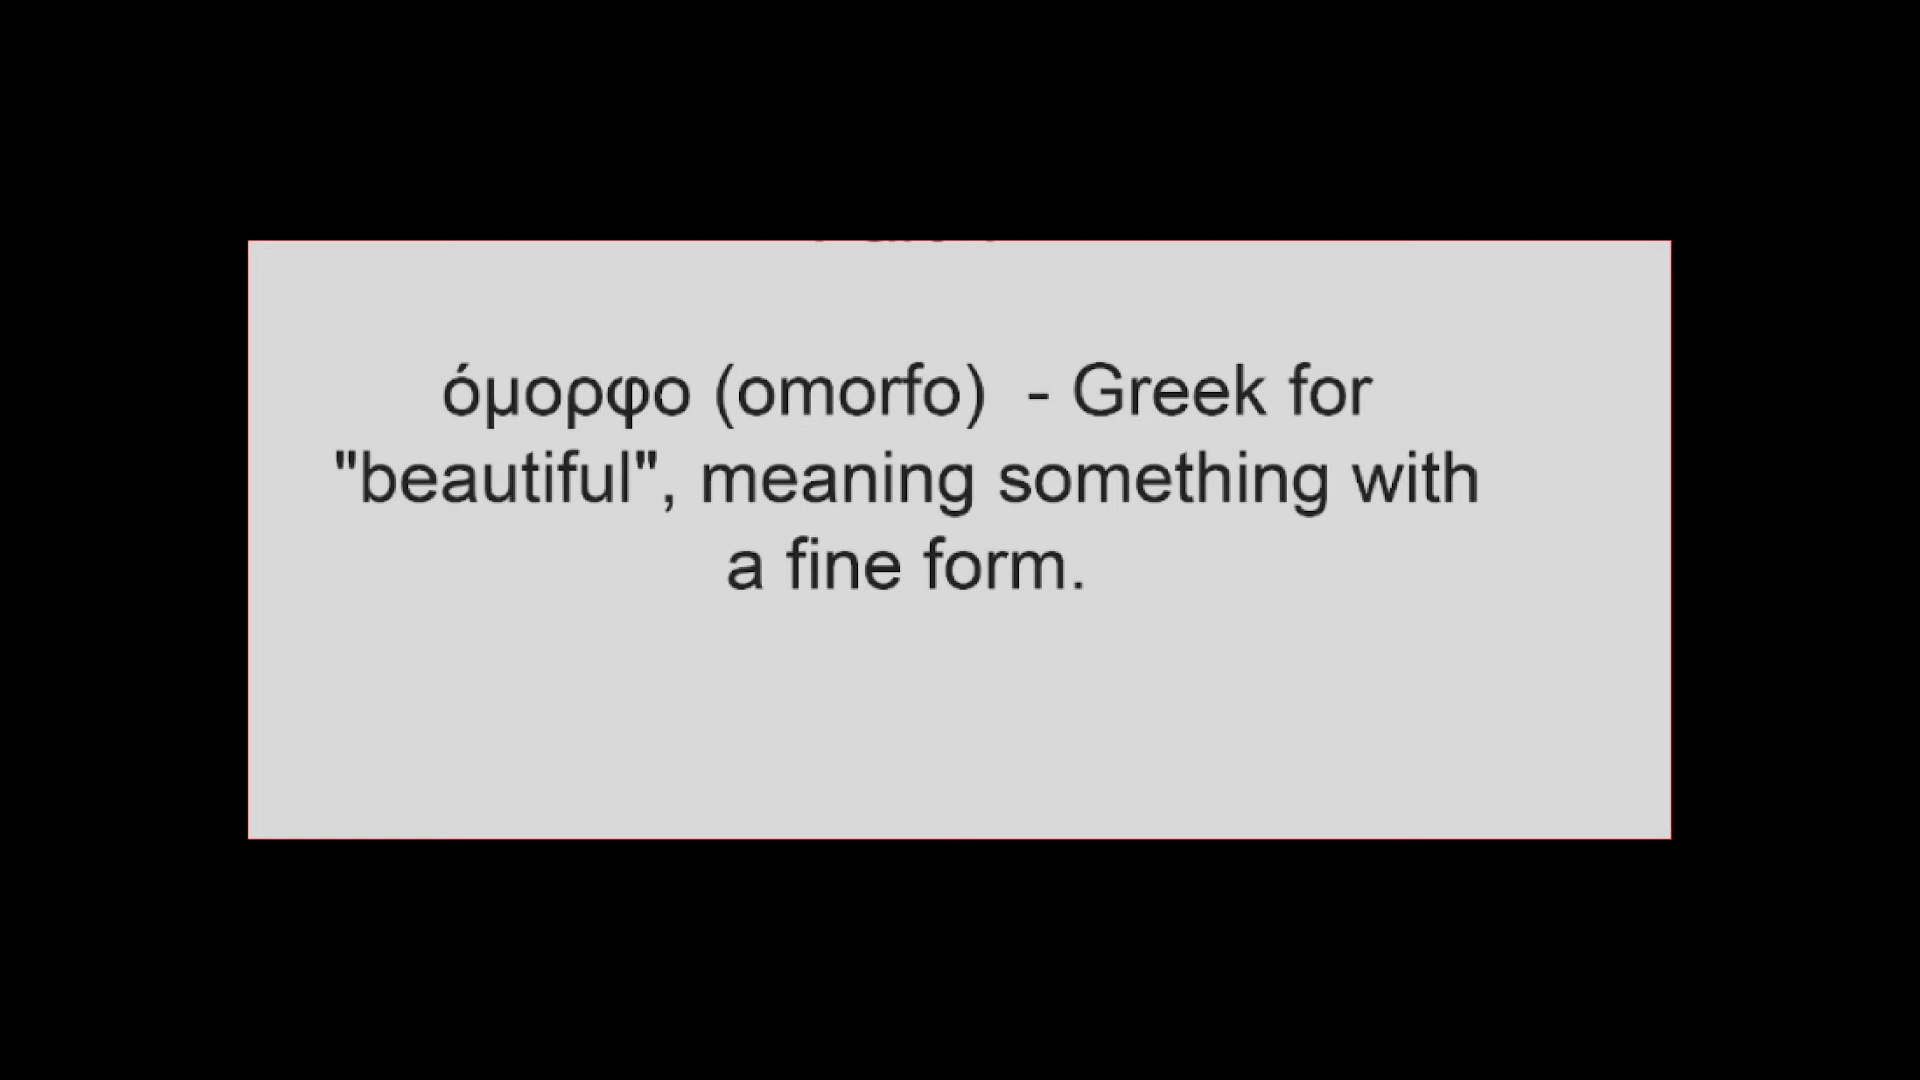 όμορφο (omorfo)  - Greek for
"beautiful", meaning something with
a fine form.